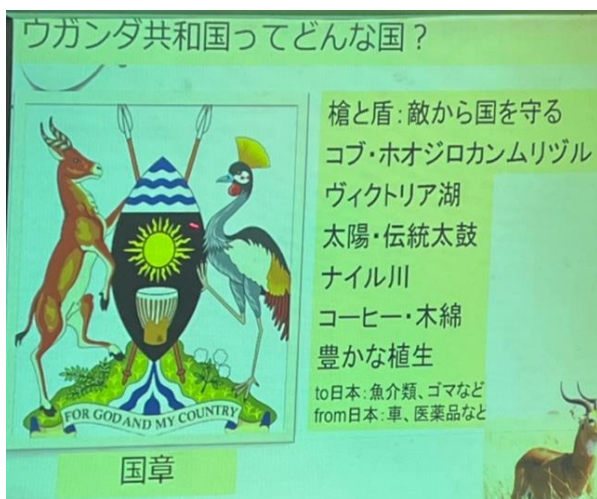 ウガンダ共和国ってどんな国？
槍と盾：敵から国を守る
コブ・ホオジロカンムリヅル
ヴィクトリア湖
太陽・伝統太鼓
ナイル川
コーヒー・木綿
豊かな植生
to日本：魚介類、ゴマなど
from日本：車、医薬品など
FOR GOD AND MY COUNTRY
国章